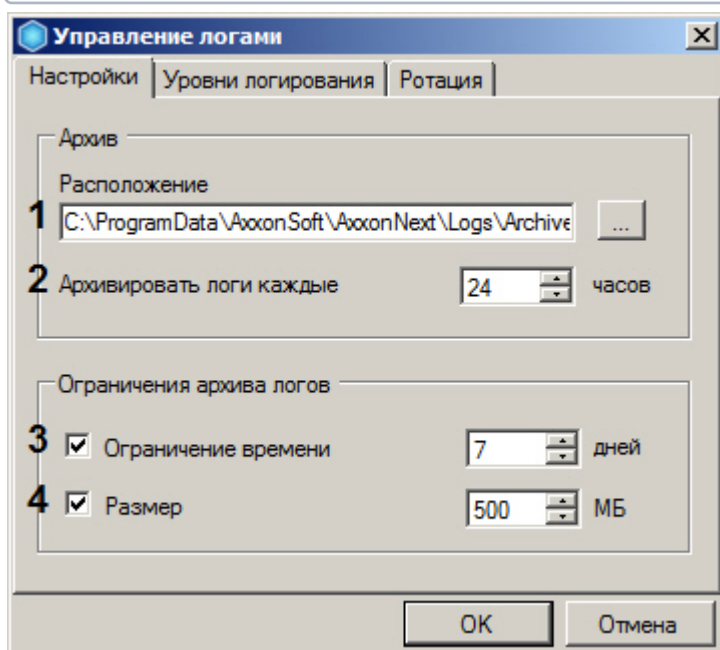 Управление логами
Настройки Уровни логирования Ротация
Архив
Расположение
1 C:\ProgramData\AxxonSoft\AxxonNext\Logs\Archive ...
2 Архивировать логи каждые 24 часов
Ограничения архива логов
3 Ограничение времени 7 дней
4 Размер 500 МБ
OK Отмена